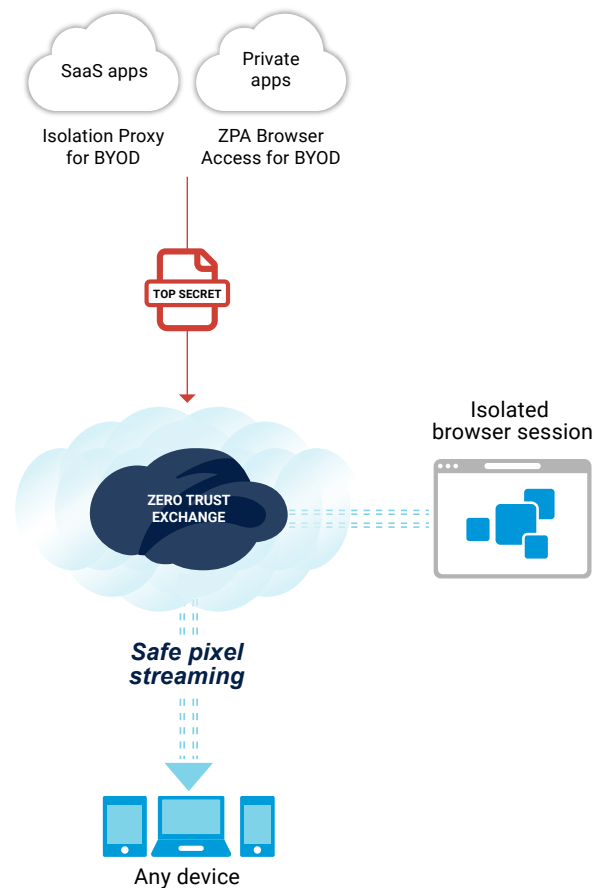 SaaS apps
Private
apps
Isolation Proxy
for BYOD
ZPA Browser
Access for BYOD
TOP SECRET
Isolated
browser session
ZERO TRUST
EXCHANGE
Safe pixel
streaming
Any device